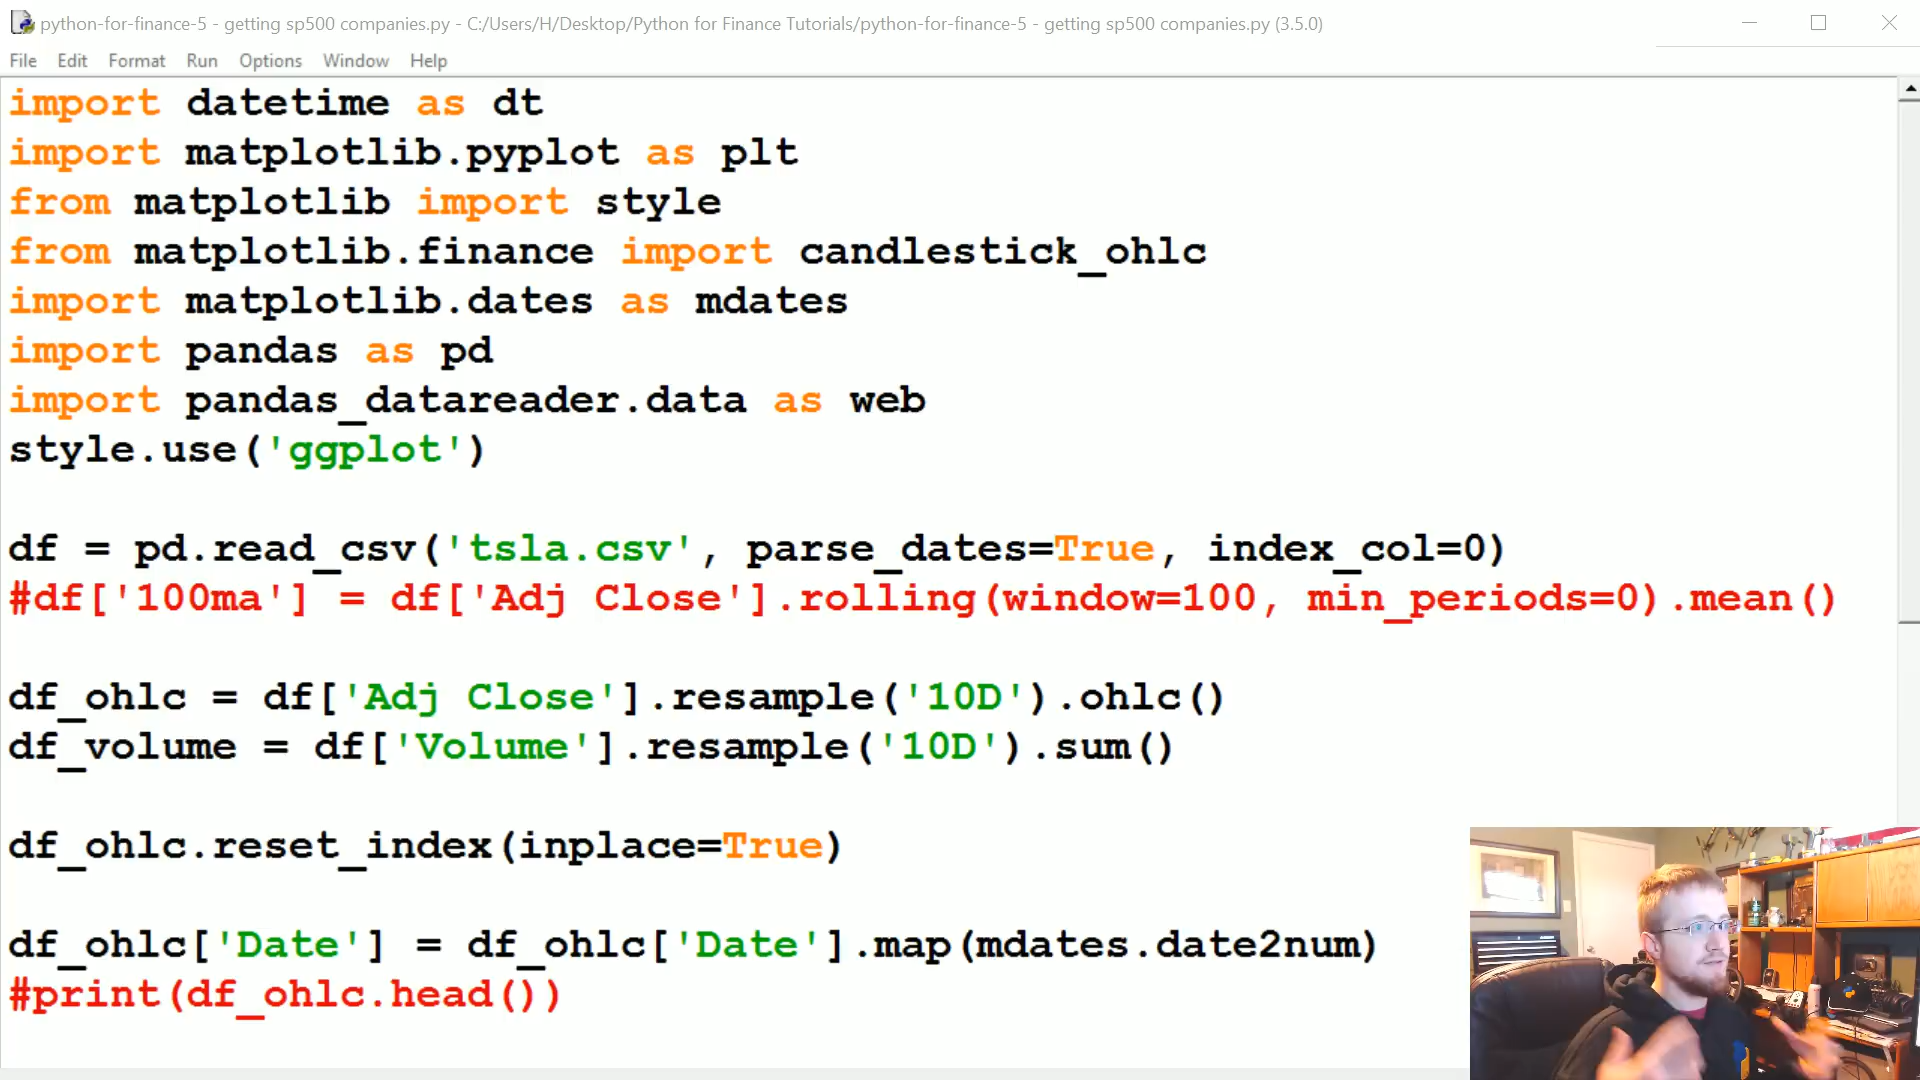 python-for-finance-5 - getting sp500 companies.py - C:/Users/H/Desktop/Python for Finance Tutorials/python-for-finance-5 - getting sp500 companies.py (3.5.0)
File Edit Format Run Options Window Help
import datetime as dt
import matplotlib.pyplot as plt
from matplotlib import style
from matplotlib.finance import candlestick_ohlc
import matplotlib.dates as mdates
import pandas as pd
import pandas_datareader.data as web
style.use('ggplot')
df = pd.read_csv('tsla.csv', parse_dates=True, index_col=0)
#df['100ma'] = df['Adj Close'].rolling(window=100, min_periods=0).mean()
df_ohlc = df['Adj Close'].resample('10D').ohlc()
df_volume = df['Volume'].resample('10D').sum()
df_ohlc.reset_index(inplace=True)
df_ohlc['Date'] = df_ohlc['Date'].map(mdates.date2num)
#print(df_ohlc.head())